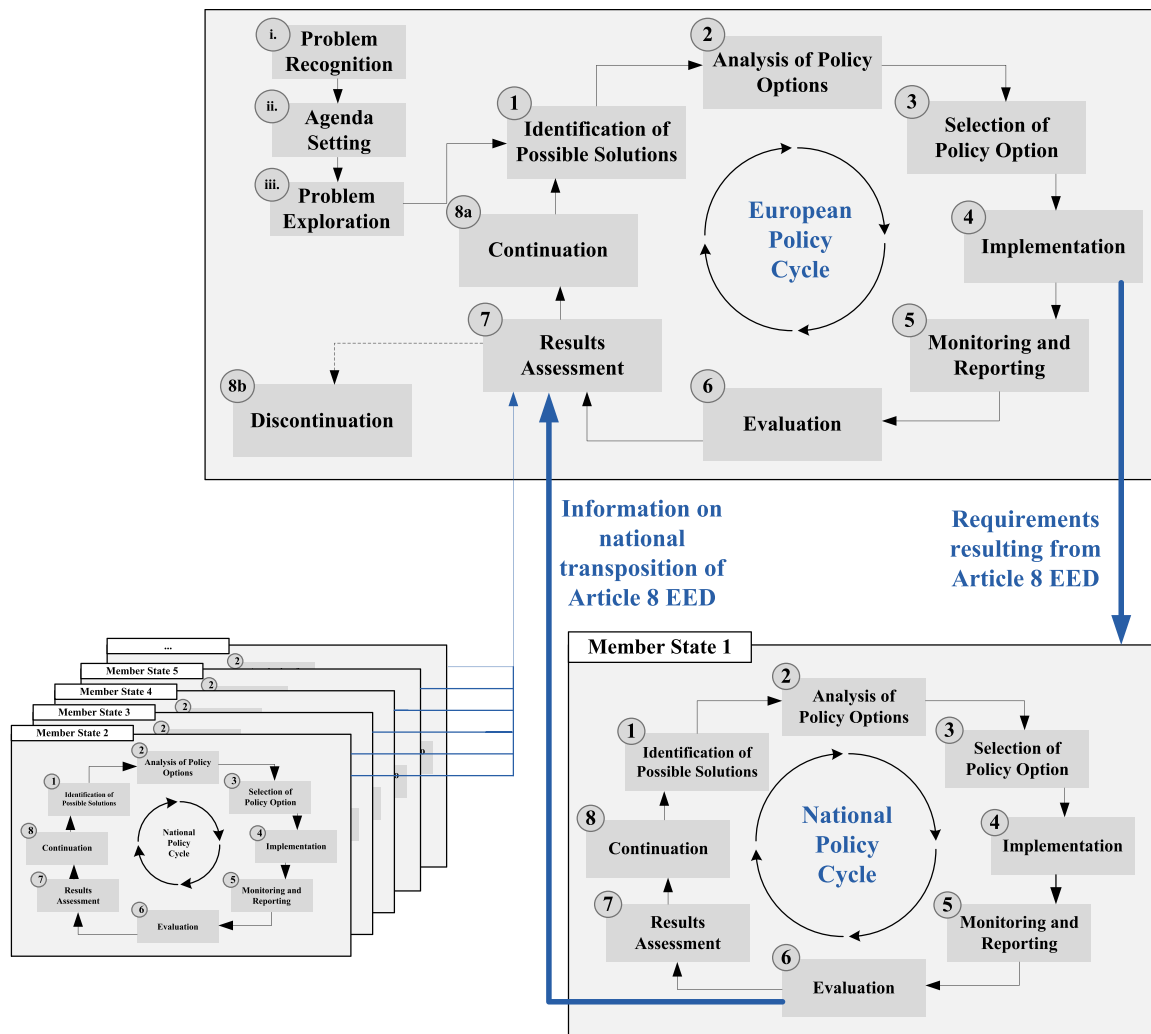 i.
Problem
Recognition
ii.
Agenda
Setting
iii.
Problem
Exploration
1
Identification of
Possible Solutions
2
Analysis of Policy
Options
3
Selection of
Policy Option
4
Implementation
5
Monitoring and
Reporting
6
Evaluation
7
Results
Assessment
8a
Continuation
8b
Discontinuation
European
Policy
Cycle
Information on
national
transposition of
Article 8 EED
Requirements
resulting from
Article 8 EED
Member State 1
1
Identification of
Possible Solutions
2
Analysis of
Policy Options
3
Selection of
Policy Option
4
Implementation
5
Monitoring and
Reporting
6
Evaluation
7
Results
Assessment
8
Continuation
National
Policy
Cycle
...
2
Member State 5
2
Member State 4
2
Member State 3
2
Member State 2
1
Identification of
Possible Solutions
2
Analysis of Policy
Options
3
Selection of
Policy Option
4
Implementation
5
Monitoring and
Reporting
6
Evaluation
7
Results
Assessment
8
Continuation
National
Policy
Cycle